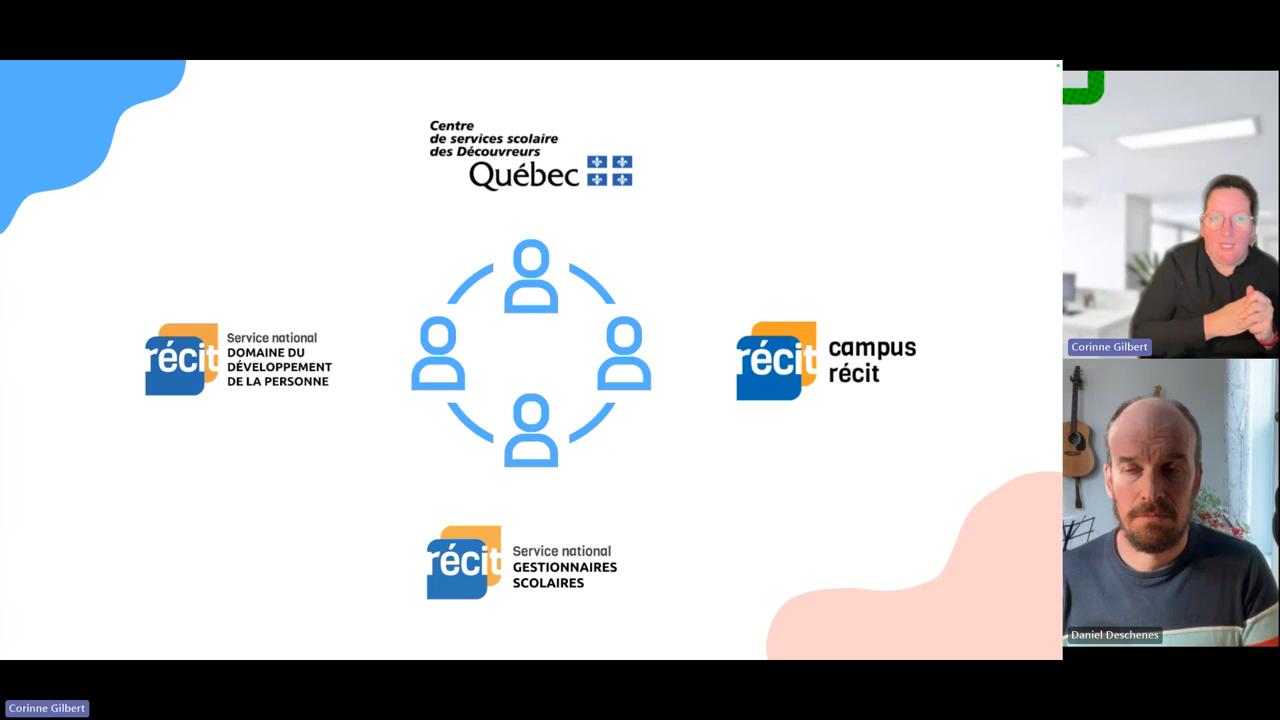 Centre
de services scolaire
des Découvreurs
Québec
récit
Service national
DOMAINE DU
DÉVELOPPEMENT
DE LA PERSONNE
récit
campus
récit
récit
Service national
GESTIONNAIRES
SCOLAIRES
Corinne Gilbert
Daniel Deschenes
Corinne Gilbert